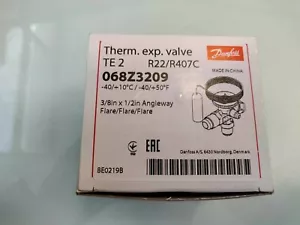 Therm. exp. valve
Danfoss
TE 2 R22/R407C
068Z3209
MADE IN CHINA
-40/+10°C / -40/+50°F
3/8in x 1/2in Angleway
Flare/Flare/Flare
Danfoss A/S, 6430 Nordborg, Denmark
BE0219B